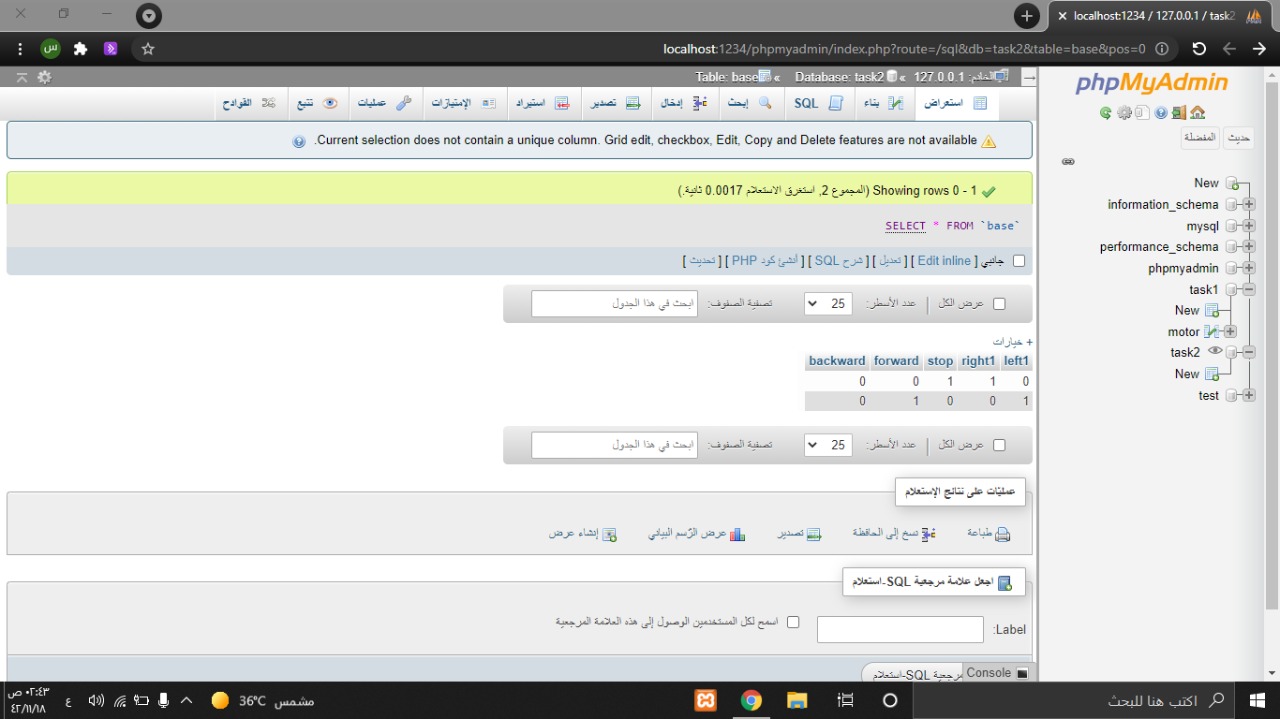 localhost:1234 / 127.0.0.1 / task2
localhost:1234/phpmyadmin/index.php?route=/sql&db=task2&table=base&pos=0
س
phpMyAdmin
حديث
المفضلة
New
information_schema
mysql
performance_schema
phpmyadmin
task1
New
motor
task2
New
test
الخادم: 127.0.0.1 » Database: task2 » Table: base
استعراض بناء SQL إبحث إدخال تصدير استيراد الإمتيازات عمليات تتبع القوادح
Current selection does not contain a unique column. Grid edit, checkbox, Edit, Copy and Delete features are not available.
Showing rows 0 - 1 (المجموع 2, استغرق الاستعلام 0.0017 ثانية.)
SELECT * FROM `base`
جانبي [ Edit inline ] [ تعديل ] [ شرح SQL ] [ أنشئ كود PHP ] [ تحديث ]
عرض الكل | عدد الأسطر: 25 تصفية الصفوف: ابحث في هذا الجدول
+ خيارات
backward forward stop right1 left1
0 0 1 1 0
0 1 0 0 1
عرض الكل | عدد الأسطر: 25 تصفية الصفوف: ابحث في هذا الجدول
عمليّات على نتائج الإستعلام
طباعة نسخ إلى الحافظة تصدير عرض الرّسم البياني إنشاء عرض
اجعل علامة مرجعية SQL-استعلام
Label:
اسمح لكل المستخدمين الوصول إلى هذه العلامة المرجعية
مرجعية SQL-استعلام
Console
اكتب هنا للبحث
مشمس 36°C
ع
٠٢:٤٣ ص
٤٢/١١/١٨